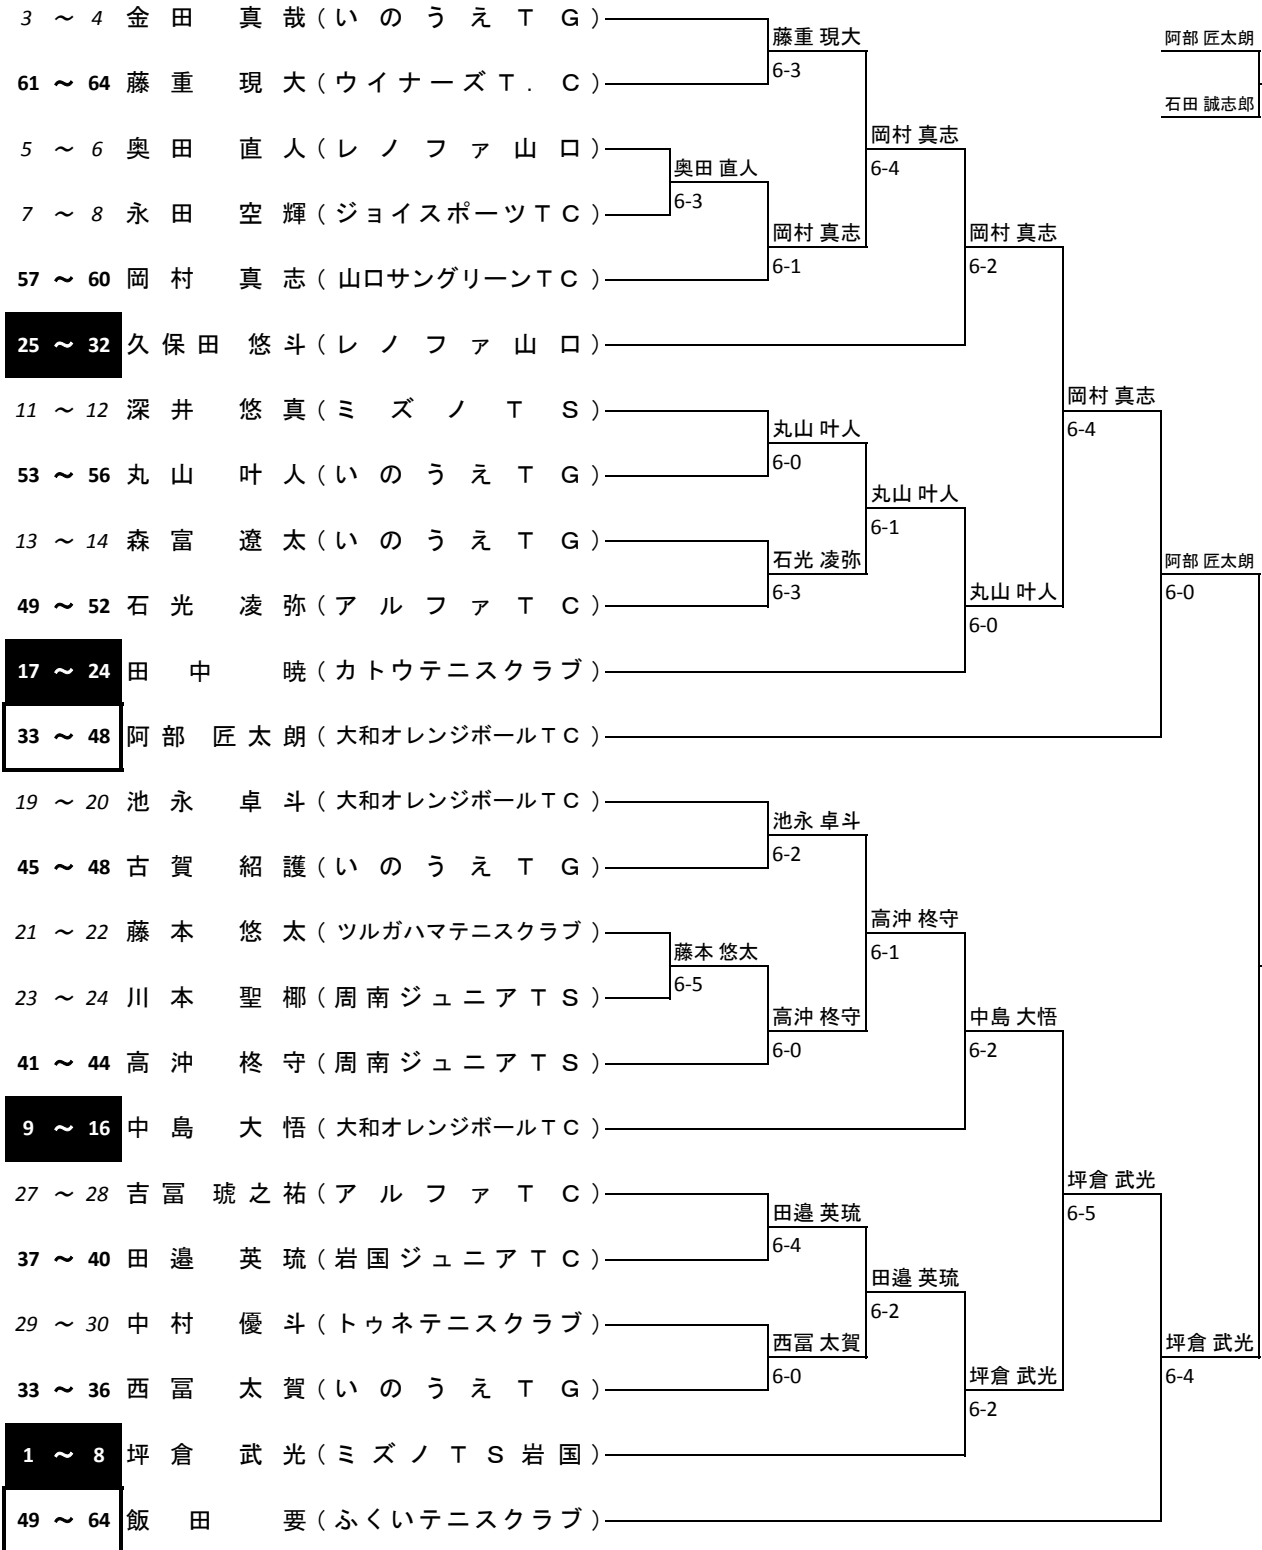 3 ～ 4 金田 真哉（いのうえＴＧ）
藤重 現大
阿部 匠太朗
6-3
61 ～ 64 藤重 現大（ウイナーズＴ．Ｃ）
石田 誠志郎
岡村 真志
5 ～ 6 奥田 直人（レノファ山口）
奥田 直人
6-4
6-3
7 ～ 8 永田 空輝（ジョイスポーツＴＣ）
岡村 真志
岡村 真志
6-1
6-2
57 ～ 60 岡村 真志（山口サングリーンＴＣ）
25 ～ 32 久保田 悠斗（レノファ山口）
岡村 真志
11 ～ 12 深井 悠真（ミズノＴＳ）
丸山 叶人
6-4
6-0
53 ～ 56 丸山 叶人（いのうえＴＧ）
丸山 叶人
6-1
13 ～ 14 森富 遼太（いのうえＴＧ）
石光 凌弥
阿部 匠太朗
6-3
丸山 叶人
6-0
49 ～ 52 石光 凌弥（アルファＴＣ）
6-0
17 ～ 24 田中 暁（カトウテニスクラブ）
33 ～ 48 阿部 匠太朗（大和オレンジボールＴＣ）
19 ～ 20 池永 卓斗（大和オレンジボールＴＣ）
池永 卓斗
6-2
45 ～ 48 古賀 紹護（いのうえＴＧ）
高沖 柊守
21 ～ 22 藤本 悠太（ツルガハマテニスクラブ）
藤本 悠太
6-1
6-5
23 ～ 24 川本 聖椰（周南ジュニアＴＳ）
高沖 柊守
中島 大悟
6-0
6-2
41 ～ 44 高沖 柊守（周南ジュニアＴＳ）
9 ～ 16 中島 大悟（大和オレンジボールＴＣ）
坪倉 武光
27 ～ 28 吉冨 琥之祐（アルファＴＣ）
田邉 英琉
6-5
6-4
37 ～ 40 田邉 英琉（岩国ジュニアＴＣ）
田邉 英琉
6-2
29 ～ 30 中村 優斗（トゥネテニスクラブ）
西冨 太賀
坪倉 武光
6-0
坪倉 武光
6-4
33 ～ 36 西冨 太賀（いのうえＴＧ）
6-2
1 ～ 8 坪倉 武光（ミズノＴＳ岩国）
49 ～ 64 飯田 要（ふくいテニスクラブ）